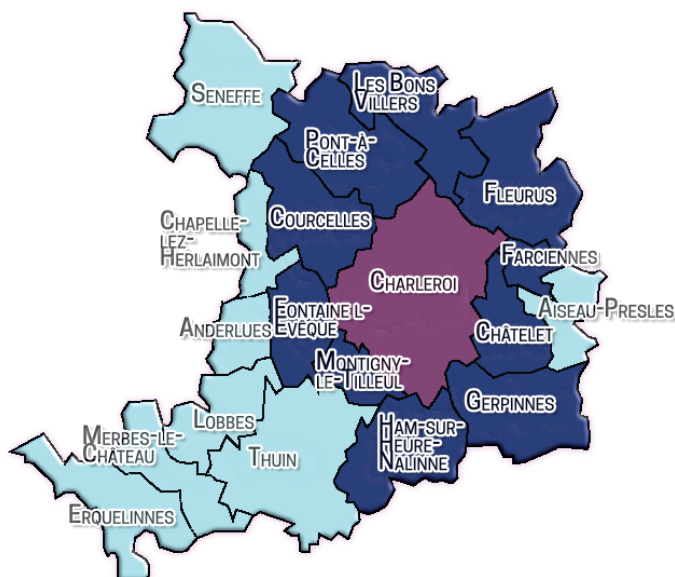 Seneffe
Les Bons
Villers
Pont-à-
Celles
Fleurus
Chapelle-
lez-
Herlaimont
Courcelles
Farciennes
Charleroi
Aiseau-Presles
Anderlues
Fontaine l-
Evêque
Châtelet
Montigny-
le-Tilleul
Gerpinnes
Lobbes
Ham-sur-
Heure-
Nalinne
Merbes-le-
Château
Thuin
Erquelinnes